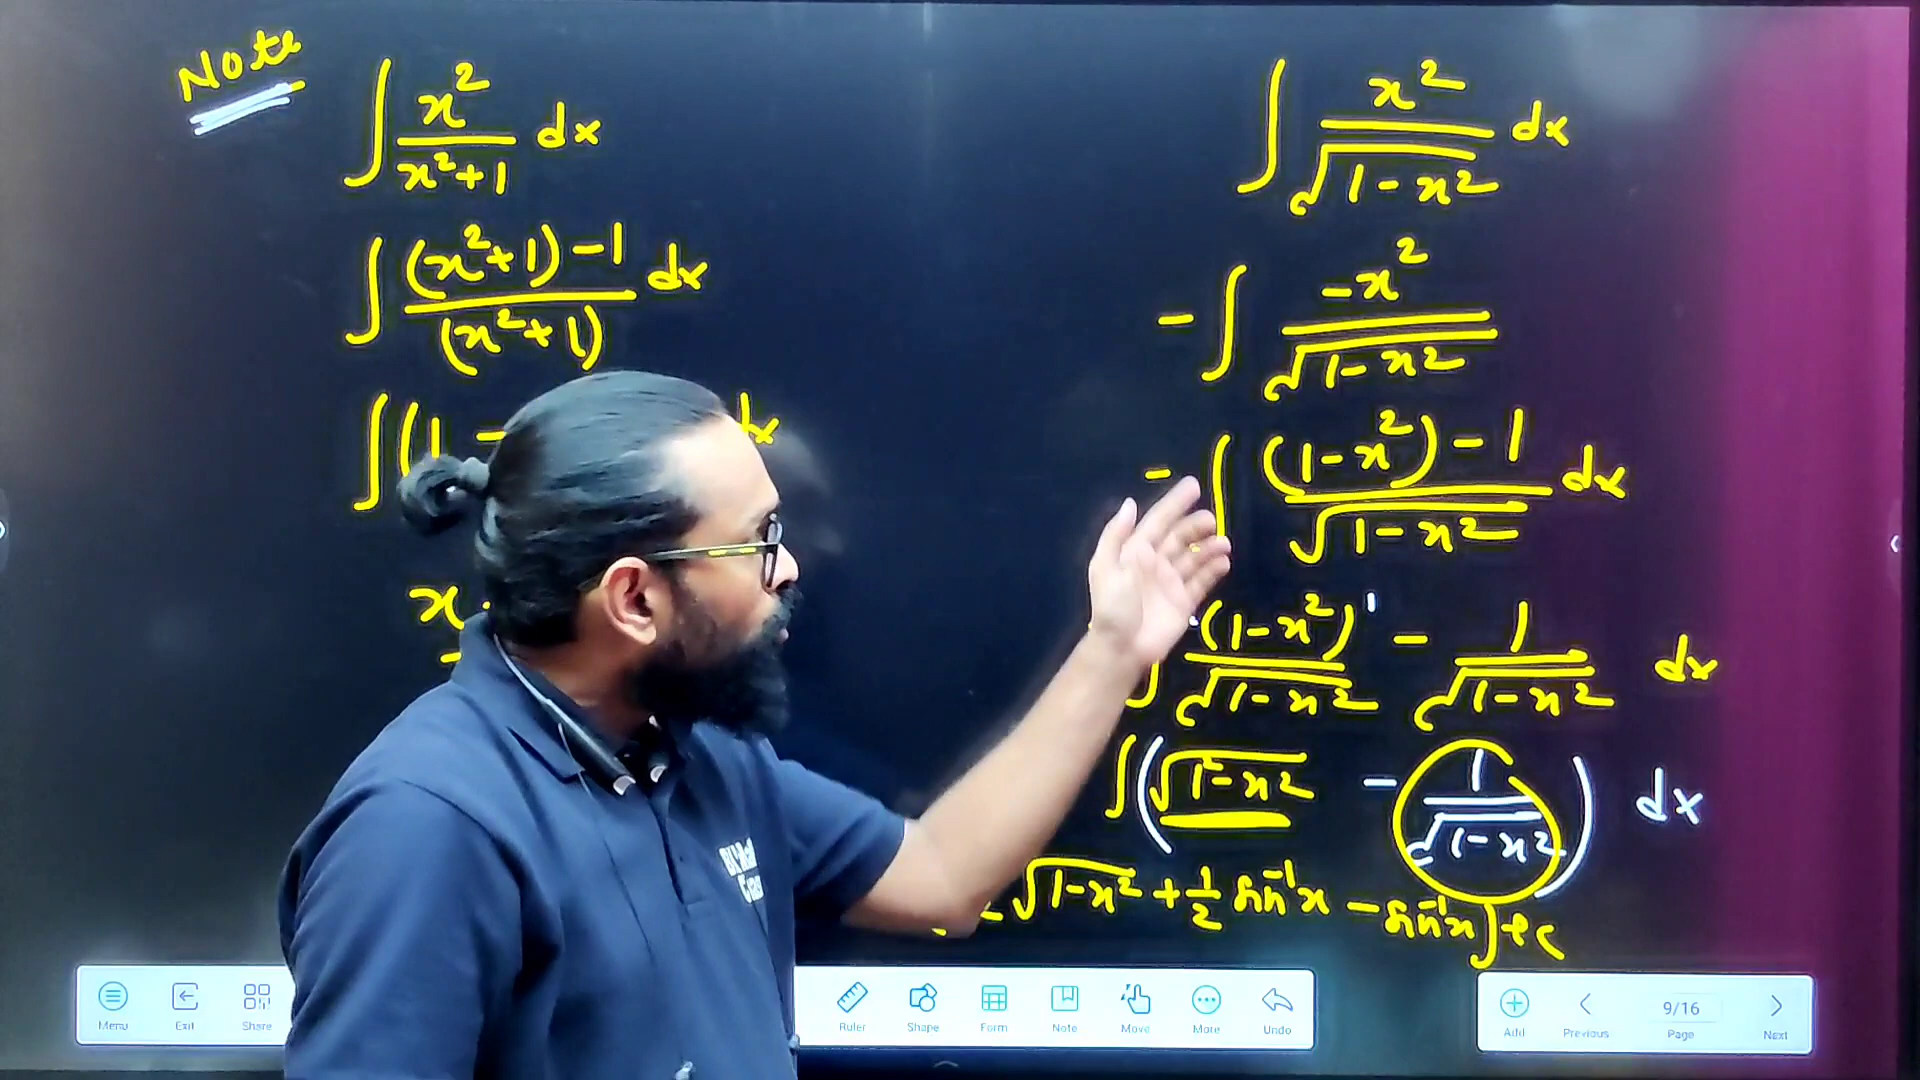 Note
∫ x²/(x²+1) dx
∫ ((x²+1)-1)/(x²+1) dx
∫(1 - dx
x
∫ x²/√(1-x²) dx
-∫ -x²/√(1-x²)
-∫ ((1-x²)-1)/√(1-x²) dx
∫ (1-x²)¹/√(1-x²) - 1/√(1-x²) dx
∫(√(1²-x²) - 1/√(1-x²)) dx
√(1-x²) + 1/2 sin⁻¹x - sin⁻¹x] + c
Menu Exit Share Ruler Shape Form Note Move More Undo
Add Previous 9/16 Page Next